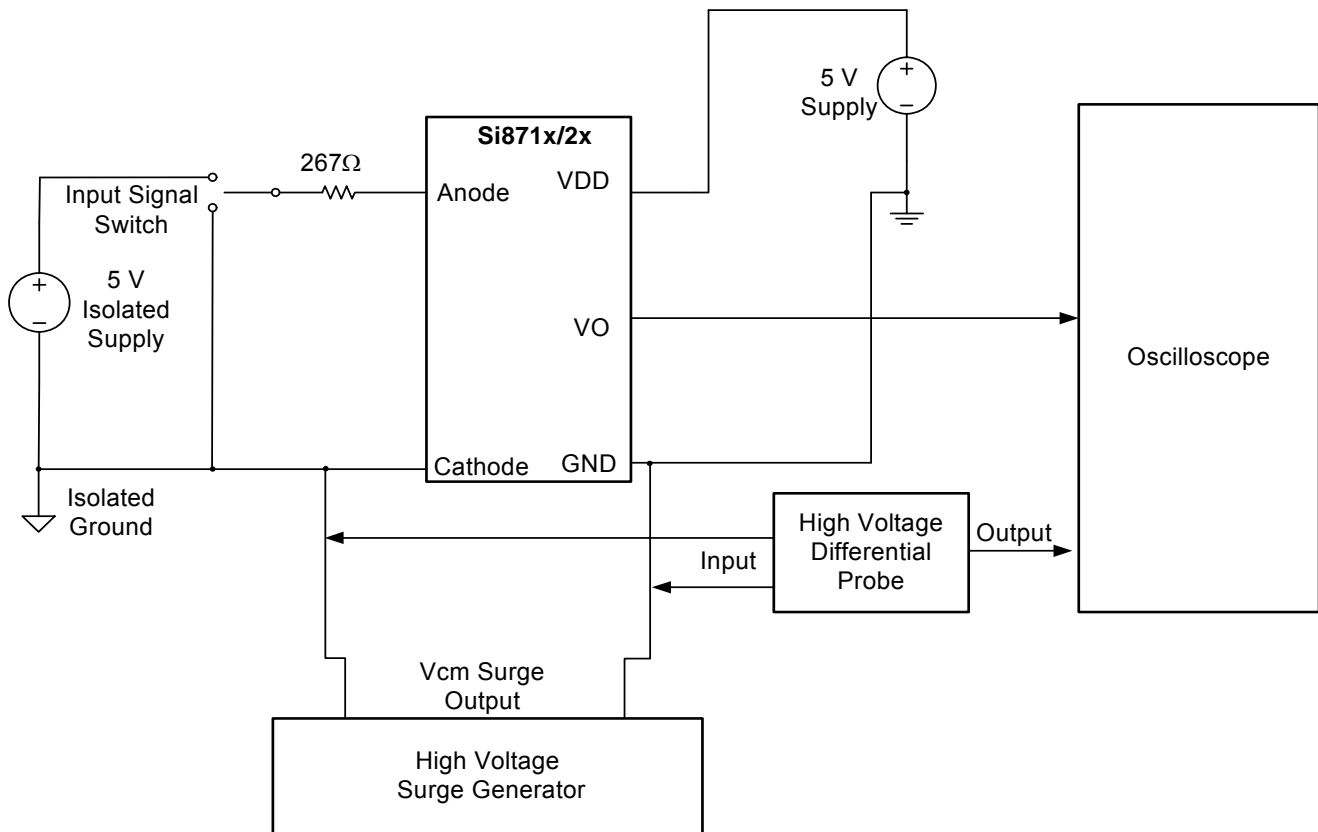 5 V
Supply
Si871x/2x
267Ω
Anode
VDD
Input Signal
Switch
5 V
Isolated
Supply
VO
Oscilloscope
Cathode
GND
Isolated
Ground
High Voltage
Differential
Probe
Input
Output
Vcm Surge
Output
High Voltage
Surge Generator